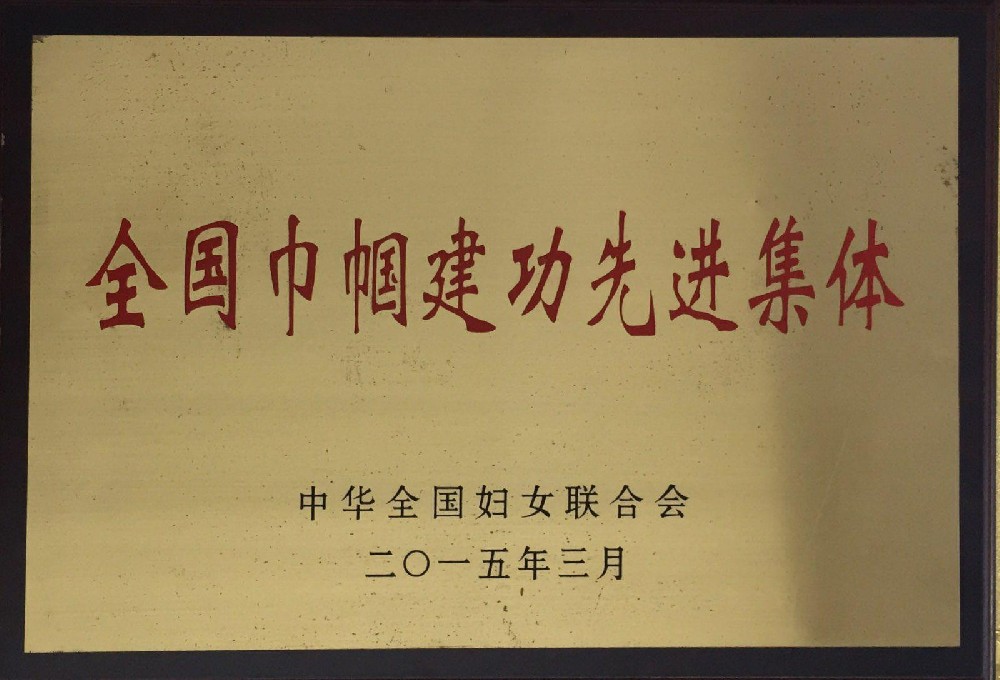 全国巾帼建功先进集体
中华全国妇女联合会
二〇一五年三月